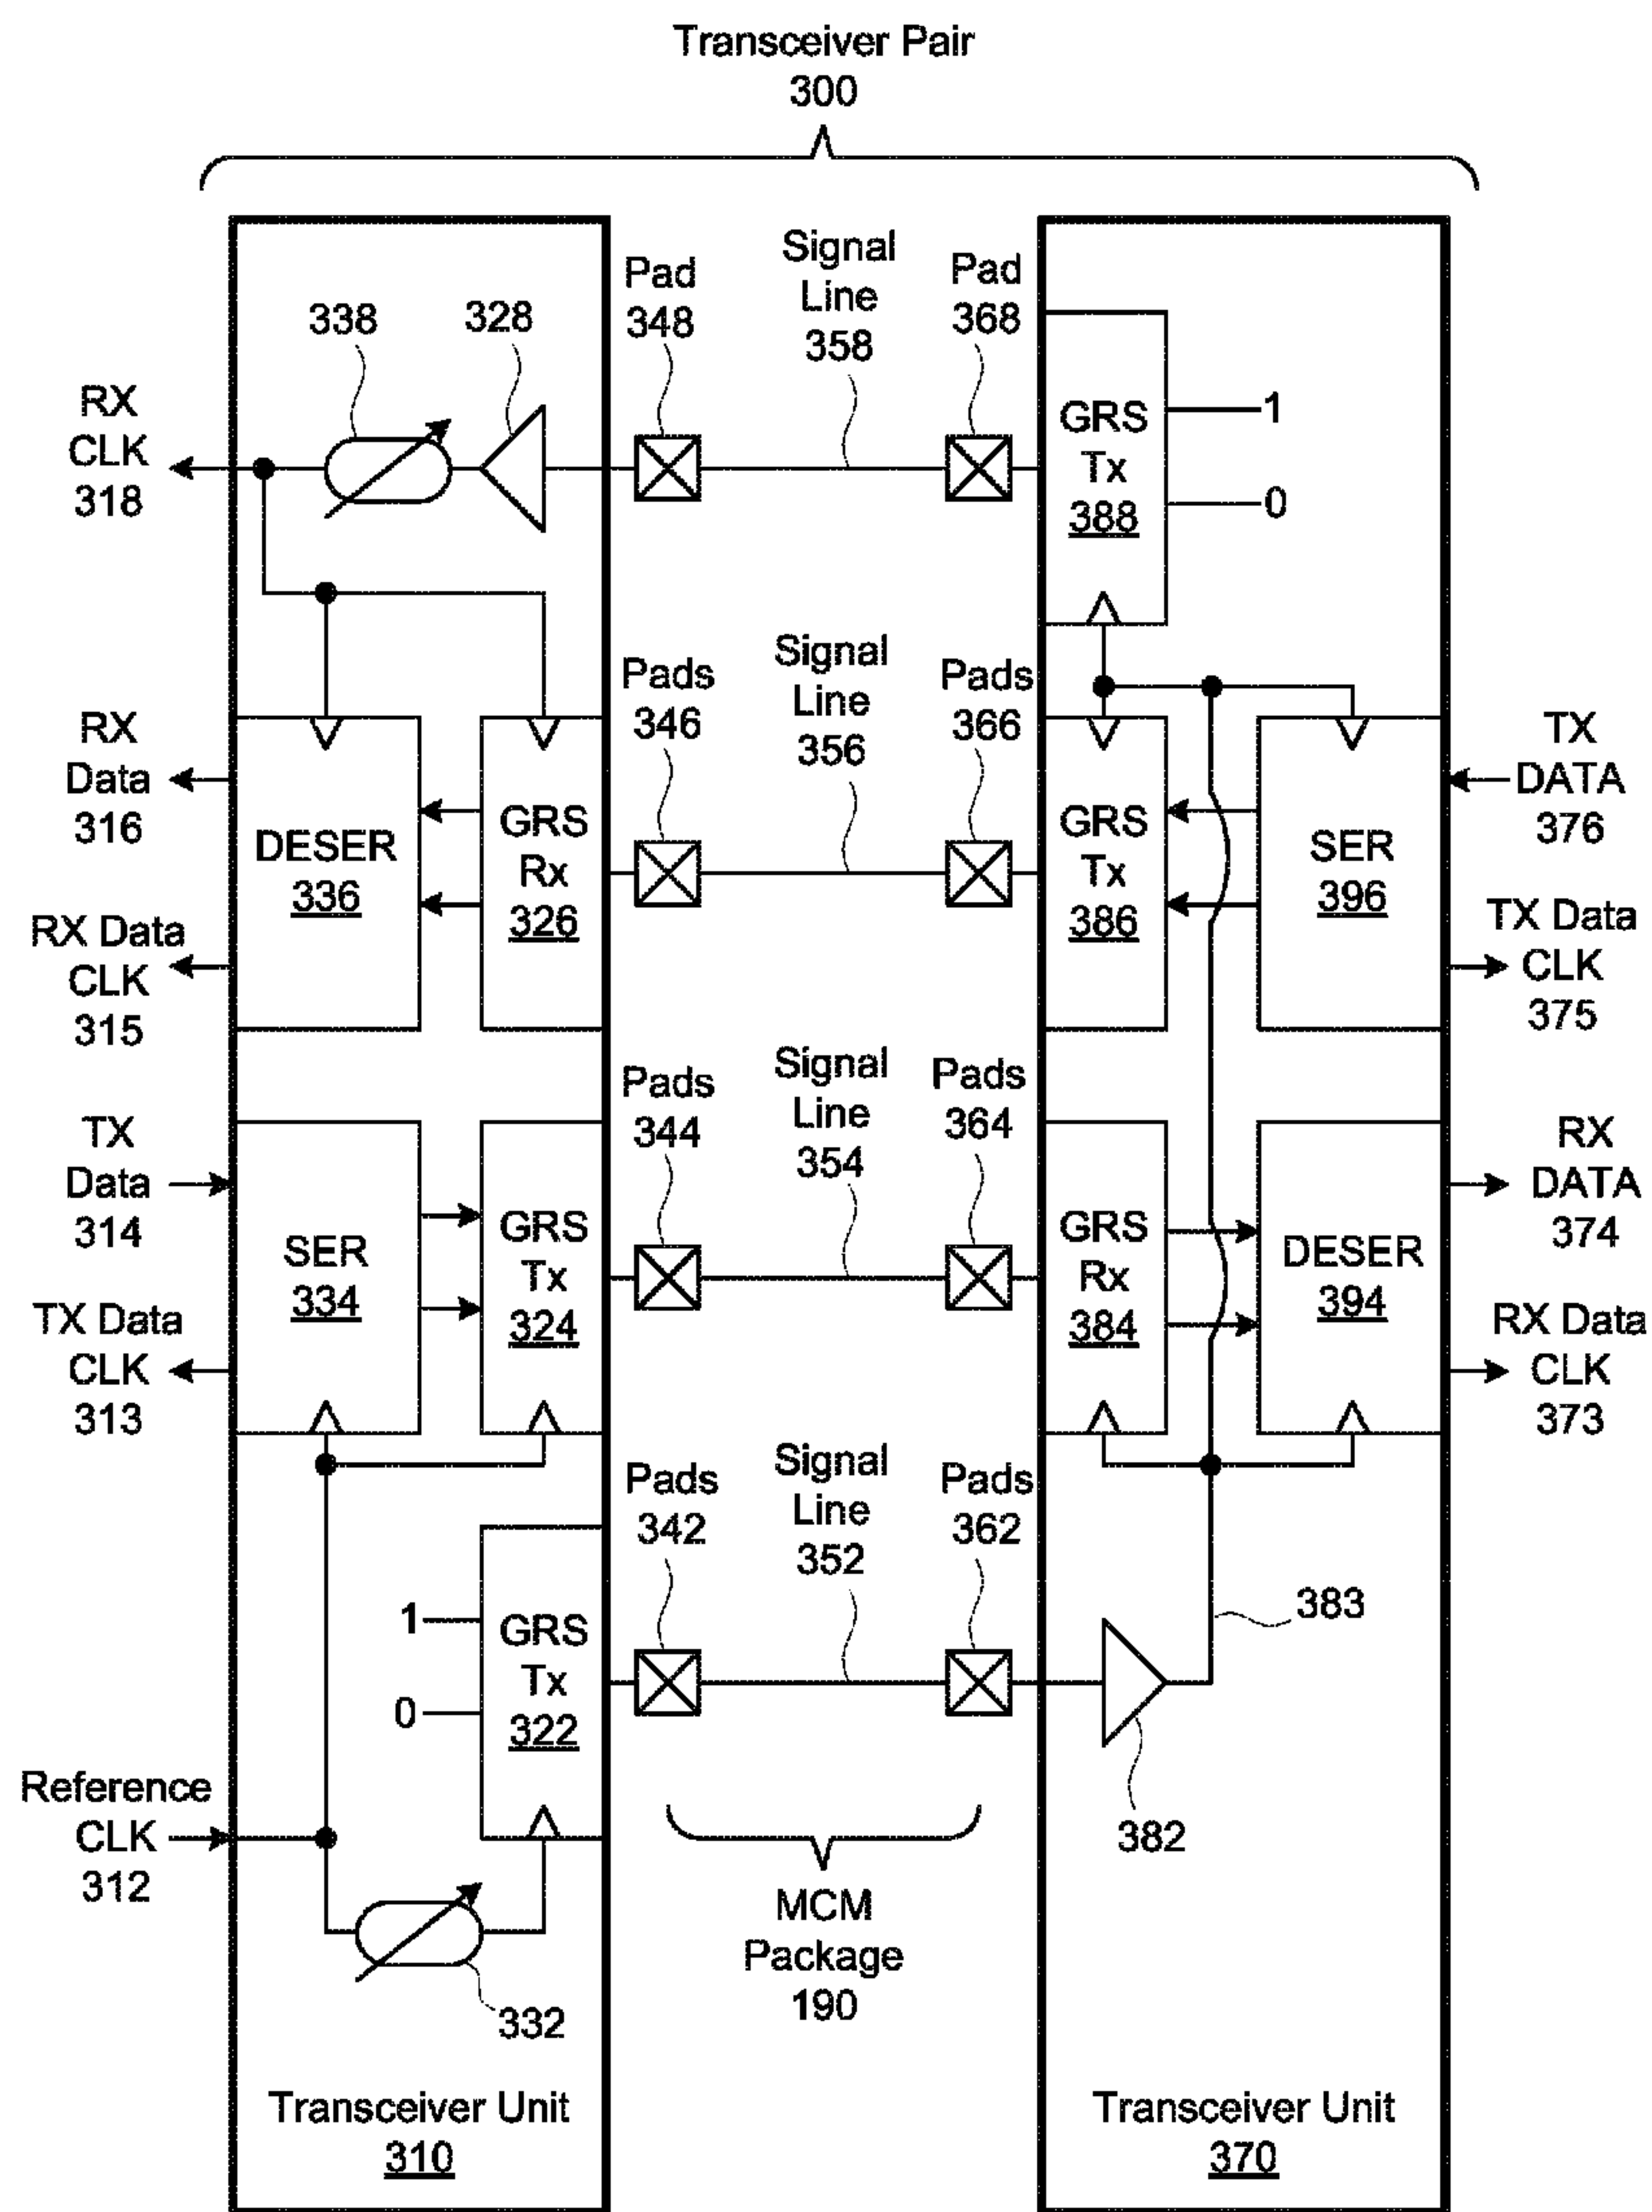 Transceiver Pair
300
338
328
Pad
348
Signal
Line
358
Pad
368
RX
CLK
318
GRS
Tx
388
1
0
Pads
346
Signal
Line
356
Pads
366
RX
Data
316
RX Data
CLK
315
DESER
336
GRS
Rx
326
GRS
Tx
386
SER
396
TX
DATA
376
TX Data
CLK
375
Pads
344
Signal
Line
354
Pads
364
TX
Data
314
TX Data
CLK
313
SER
334
GRS
Tx
324
GRS
Rx
384
DESER
394
RX
DATA
374
RX Data
CLK
373
Pads
342
Signal
Line
352
Pads
362
1
0
GRS
Tx
322
383
382
Reference
CLK
312
332
MCM
Package
190
Transceiver Unit
310
Transceiver Unit
370